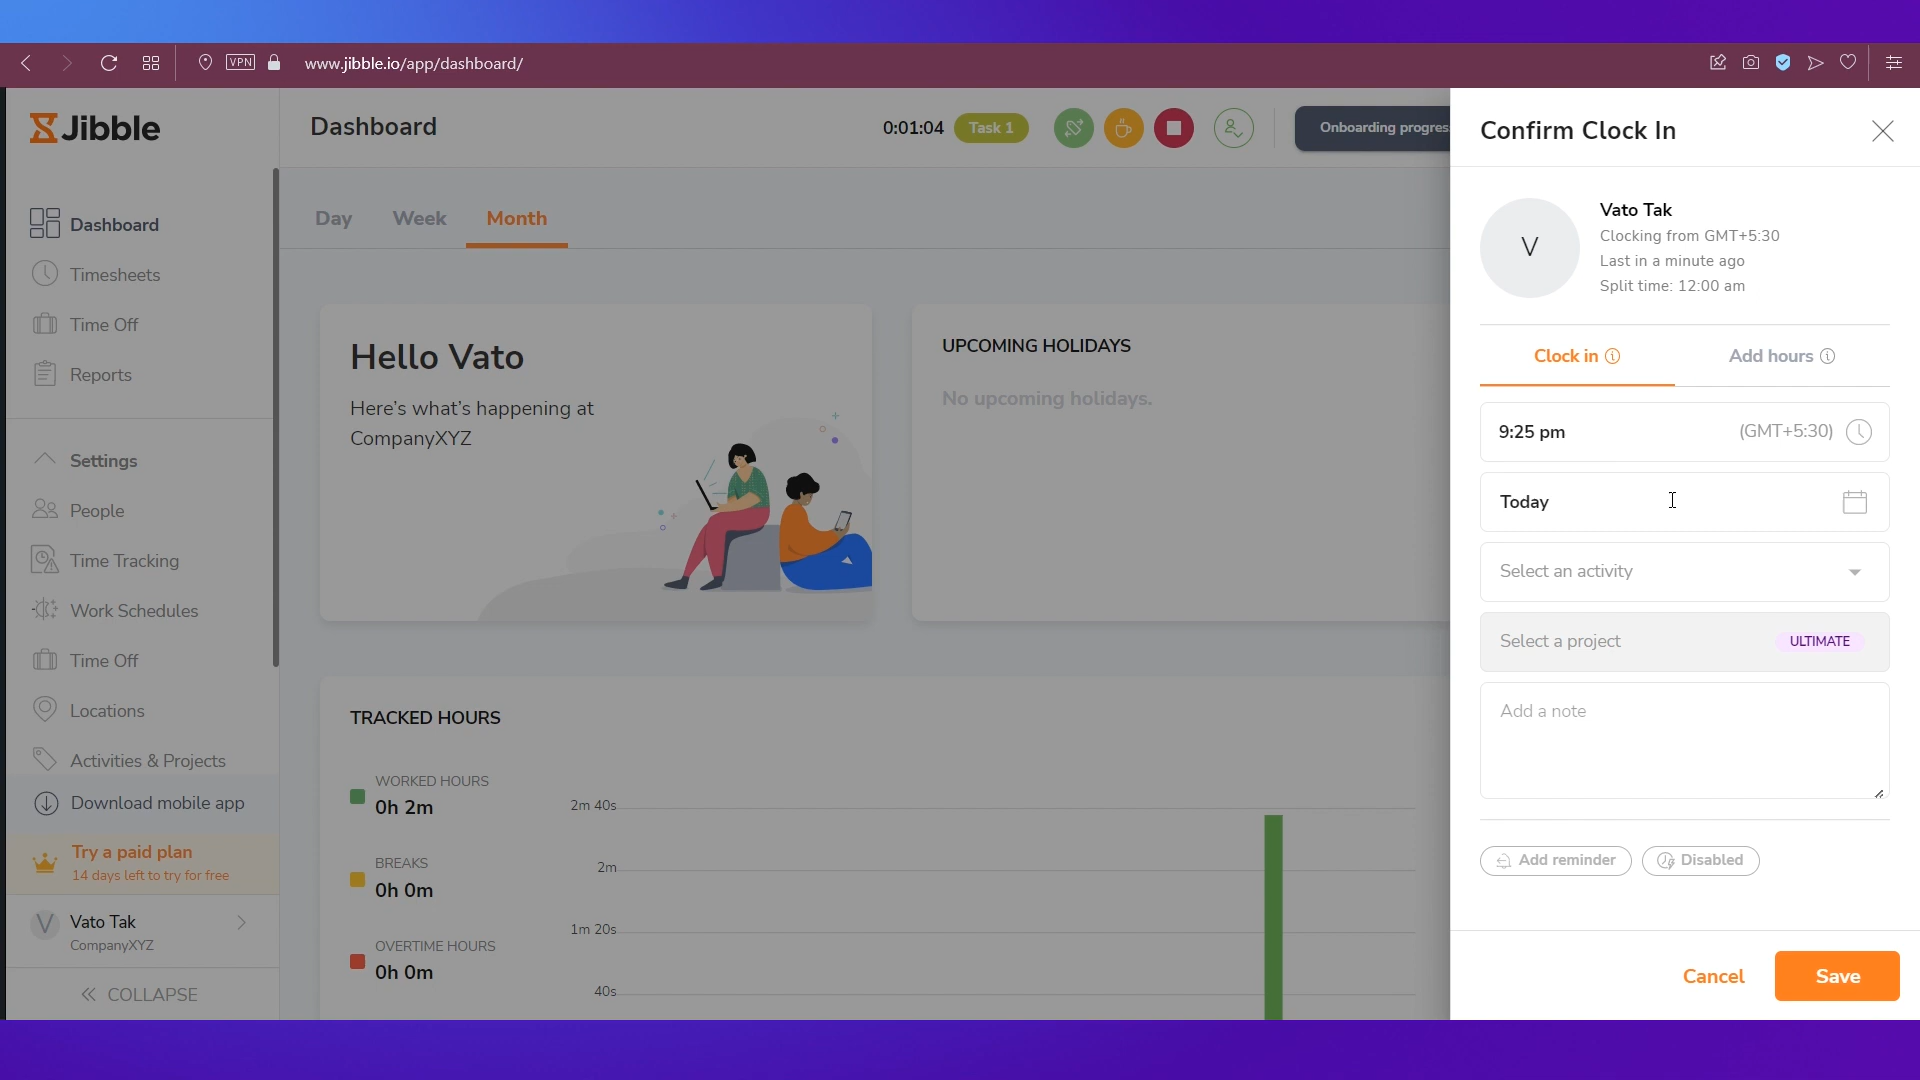 VPN
www.jibble.io/app/dashboard/
Jibble
Dashboard
Timesheets
Time Off
Reports
Settings
People
Time Tracking
Work Schedules
Time Off
Locations
Activities & Projects
Download mobile app
Try a paid plan
14 days left to try for free
V
Vato Tak
CompanyXYZ
COLLAPSE
Dashboard
0:01:04
Task 1
Onboarding progres
Day
Week
Month
Hello Vato
Here's what's happening at
CompanyXYZ
UPCOMING HOLIDAYS
No upcoming holidays.
TRACKED HOURS
WORKED HOURS
0h 2m
BREAKS
0h 0m
OVERTIME HOURS
0h 0m
2m 40s
2m
1m 20s
40s
Confirm Clock In
V
Vato Tak
Clocking from GMT+5:30
Last in a minute ago
Split time: 12:00 am
Clock in
Add hours
9:25 pm
(GMT+5:30)
Today
Select an activity
Select a project
ULTIMATE
Add a note
Add reminder
Disabled
Cancel
Save